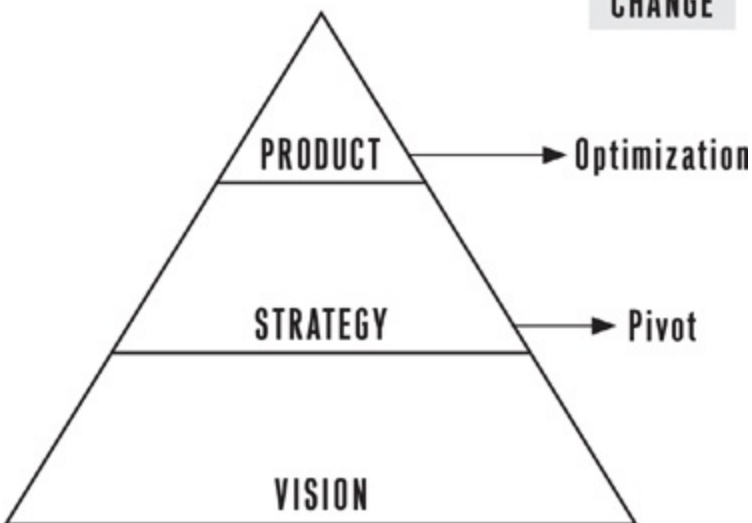 CHANGE
PRODUCT
Optimization
STRATEGY
Pivot
VISION